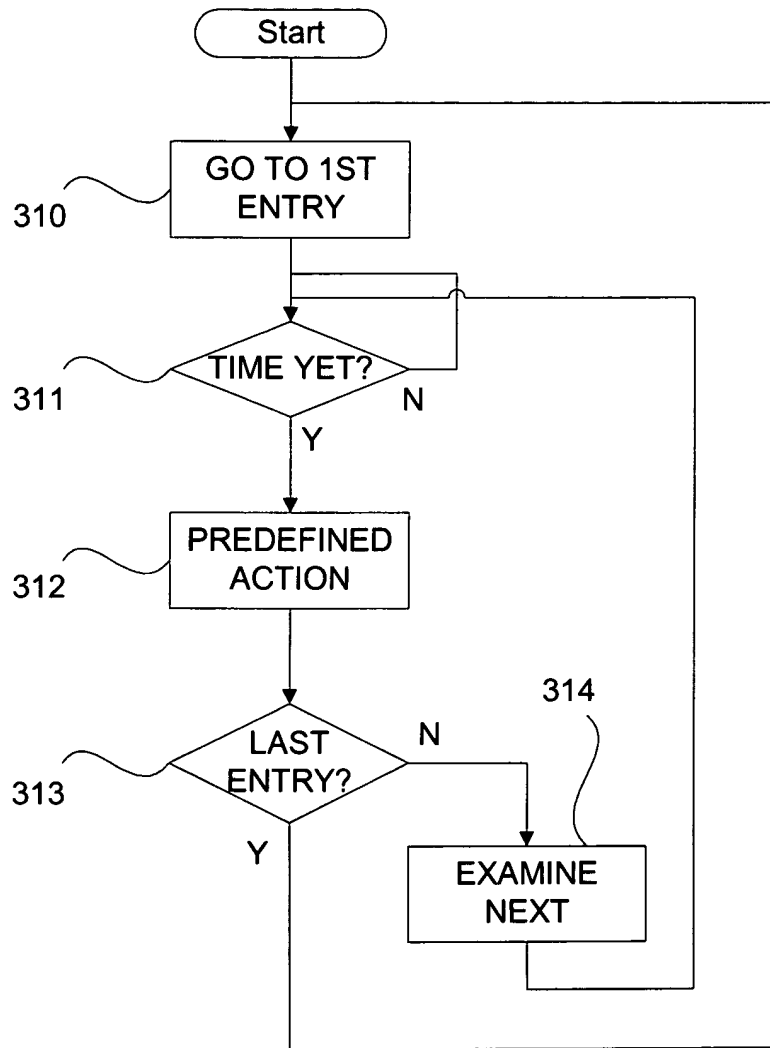 Start
GO TO 1ST
ENTRY
310
TIME YET?
311
N
Y
PREDEFINED
ACTION
312
314
N
LAST
ENTRY?
313
Y
EXAMINE
NEXT